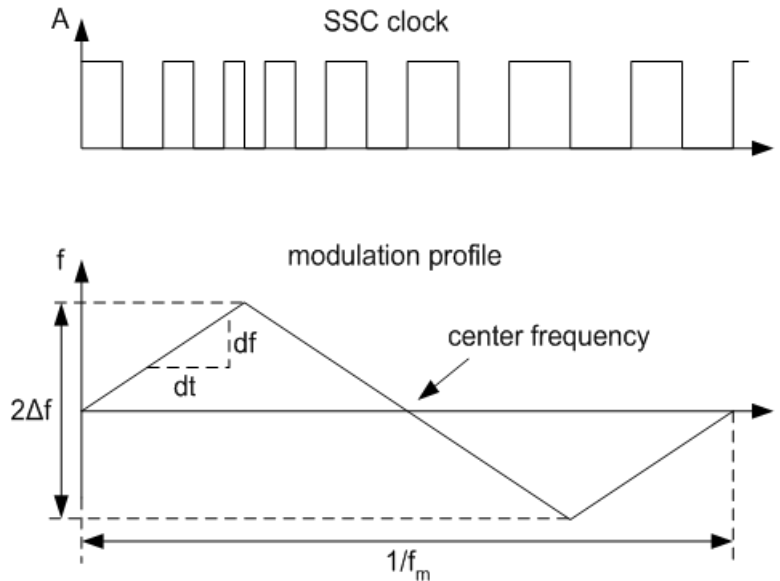 A
SSC clock
f
modulation profile
df
dt
center frequency
2Δf
1/fm